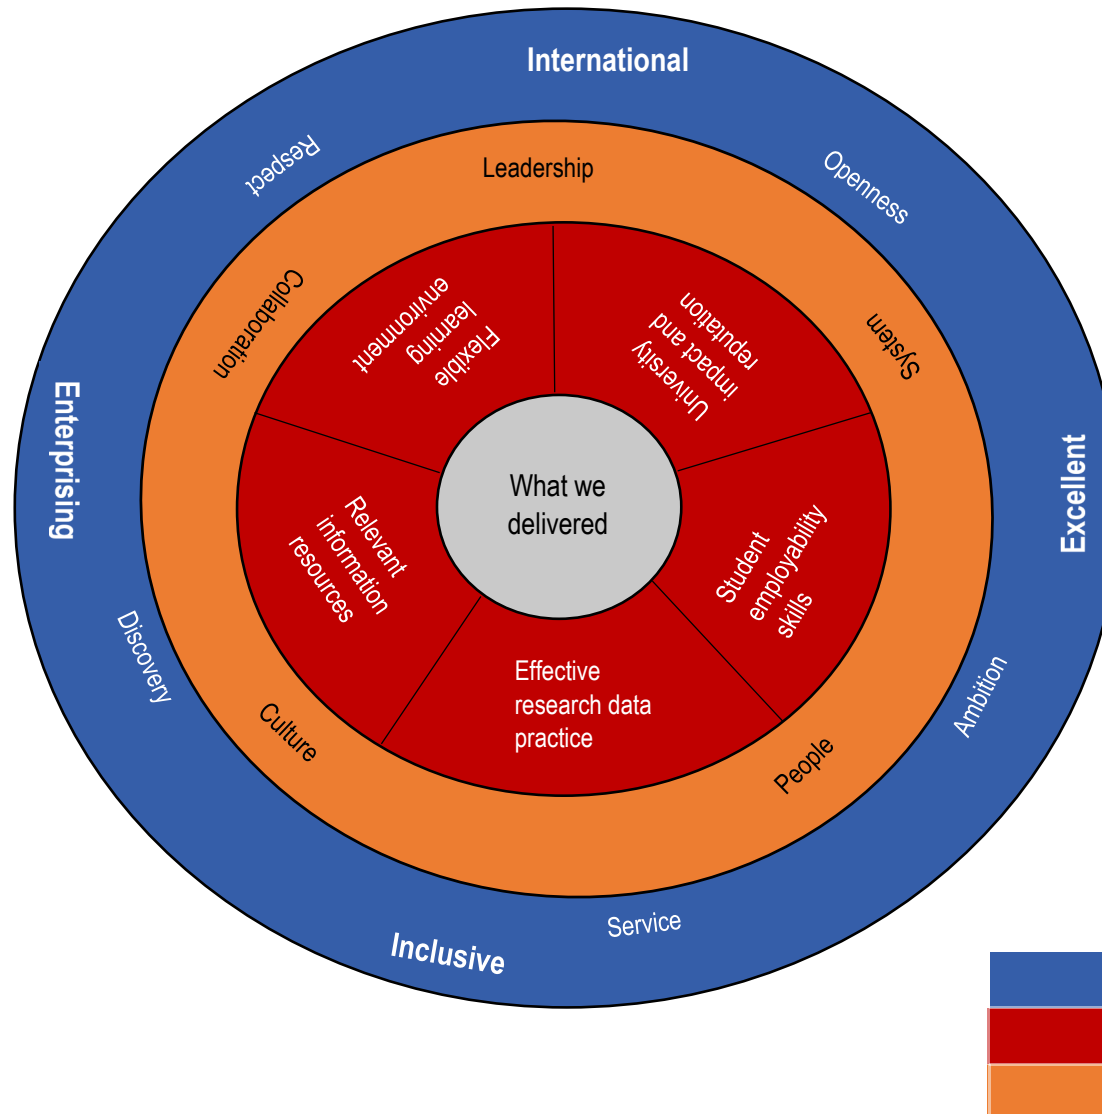 International
Respect
Openness
Leadership
Collaboration
System
Flexible
learning
environment
University
impact and
reputation
Enterprising
Excellent
What we
delivered
Relevant
information
resources
Student
employability
skills
Effective
research data
practice
Discovery
Ambition
Culture
People
Service
Inclusive